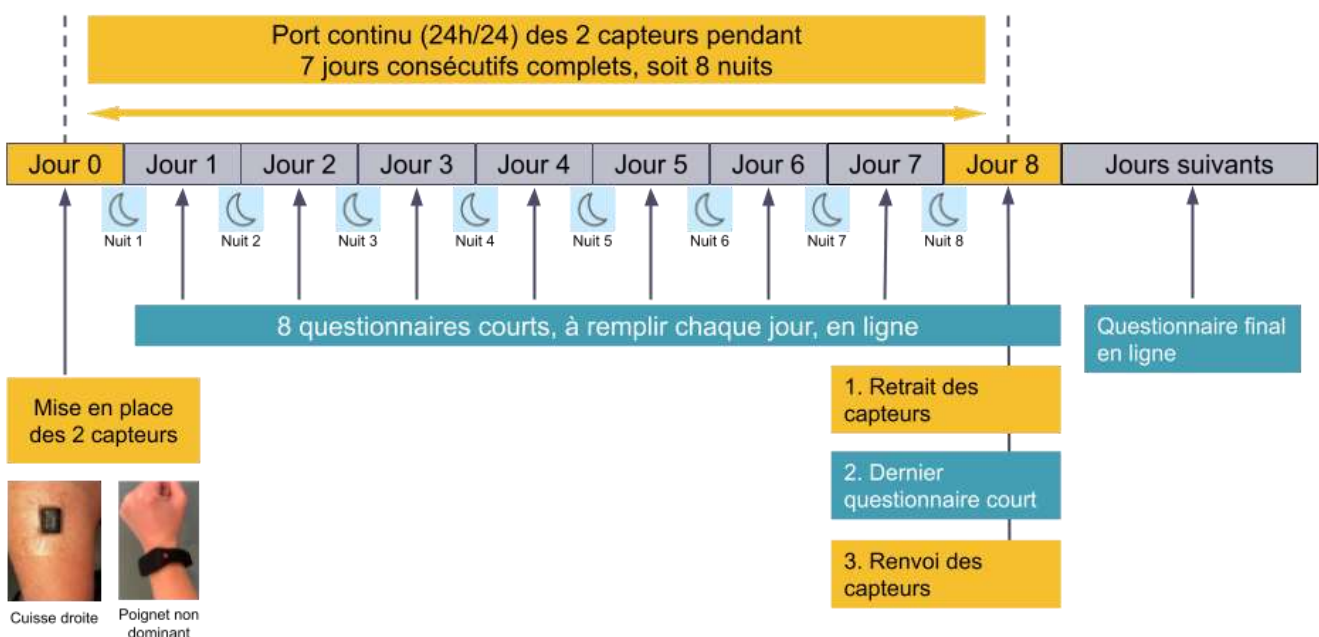 Port continu (24h/24) des 2 capteurs pendant
7 jours consécutifs complets, soit 8 nuits
Jour 0
Jour 1
Jour 2
Jour 3
Jour 4
Jour 5
Jour 6
Jour 7
Jour 8
Jours suivants
Nuit 1
Nuit 2
Nuit 3
Nuit 4
Nuit 5
Nuit 6
Nuit 7
Nuit 8
8 questionnaires courts, à remplir chaque jour, en ligne
Questionnaire final
en ligne
Mise en place
des 2 capteurs
1. Retrait des
capteurs
2. Dernier
questionnaire court
3. Renvoi des
capteurs
Cuisse droite
Poignet non
dominant